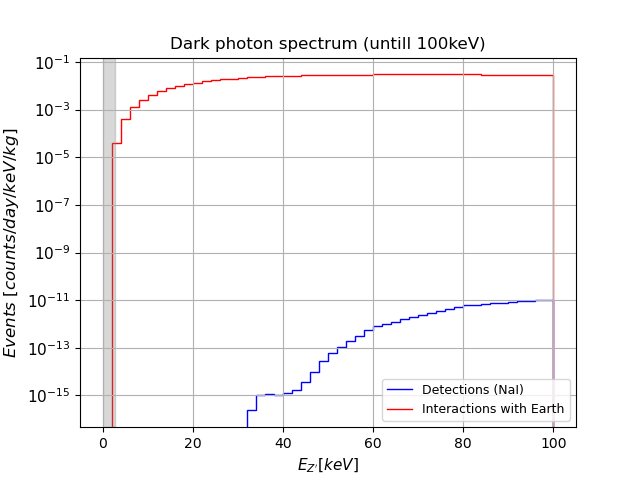 Dark photon spectrum (untill 100keV)
10⁻¹
10⁻³
10⁻⁵
10⁻⁷
10⁻⁹
10⁻¹¹
10⁻¹³
10⁻¹⁵
Events [counts/day/keV/kg]
Detections (NaI)
Interactions with Earth
0 20 40 60 80 100
E_Z'[keV]